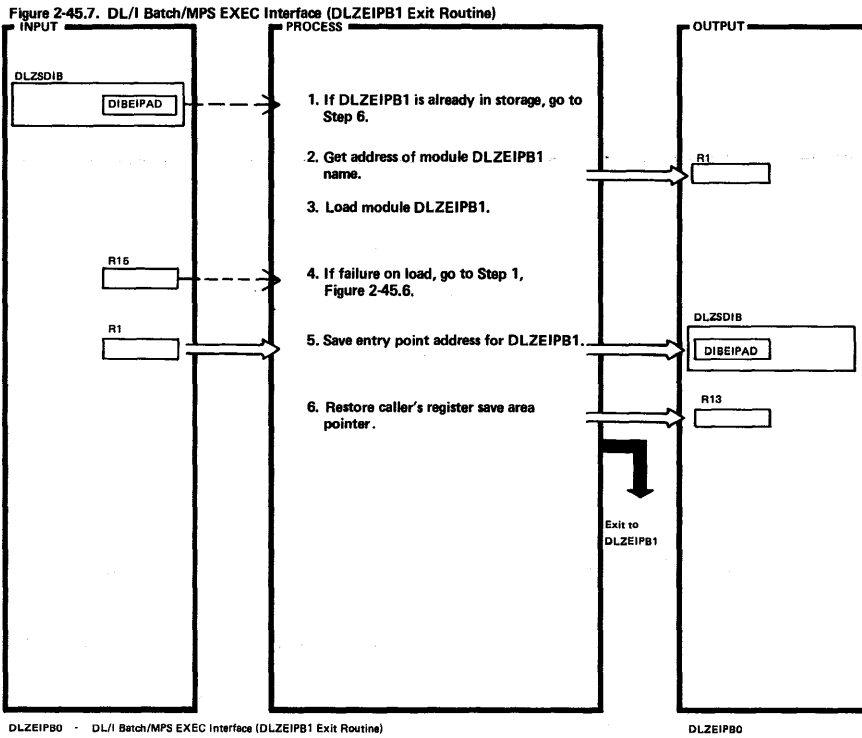 Figure 2-45.7. DL/I Batch/MPS EXEC Interface (DLZEIPB1 Exit Routine)
INPUT
PROCESS
OUTPUT
DLZSDIB
DIBEIPAD
1. If DLZEIPB1 is already in storage, go to
Step 6.
2. Get address of module DLZEIPB1
name.
R1
3. Load module DLZEIPB1.
R15
4. If failure on load, go to Step 1,
Figure 2-45.6.
R1
5. Save entry point address for DLZEIPB1.
DLZSDIB
DIBEIPAD
6. Restore caller's register save area
pointer.
R13
Exit to
DLZEIPB1
DLZEIPB0 - DL/I Batch/MPS EXEC Interface (DLZEIPB1 Exit Routine)
DLZEIPB0